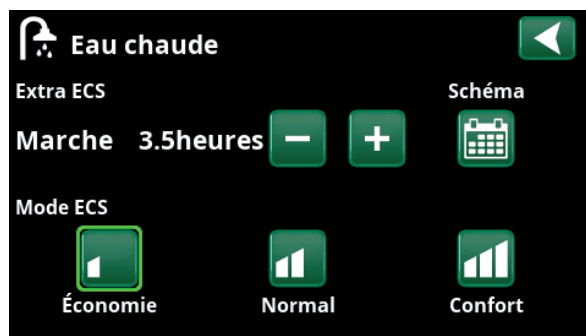 Eau chaude
Extra ECS Schéma
Marche 3.5heures
Mode ECS
Économie Normal Confort